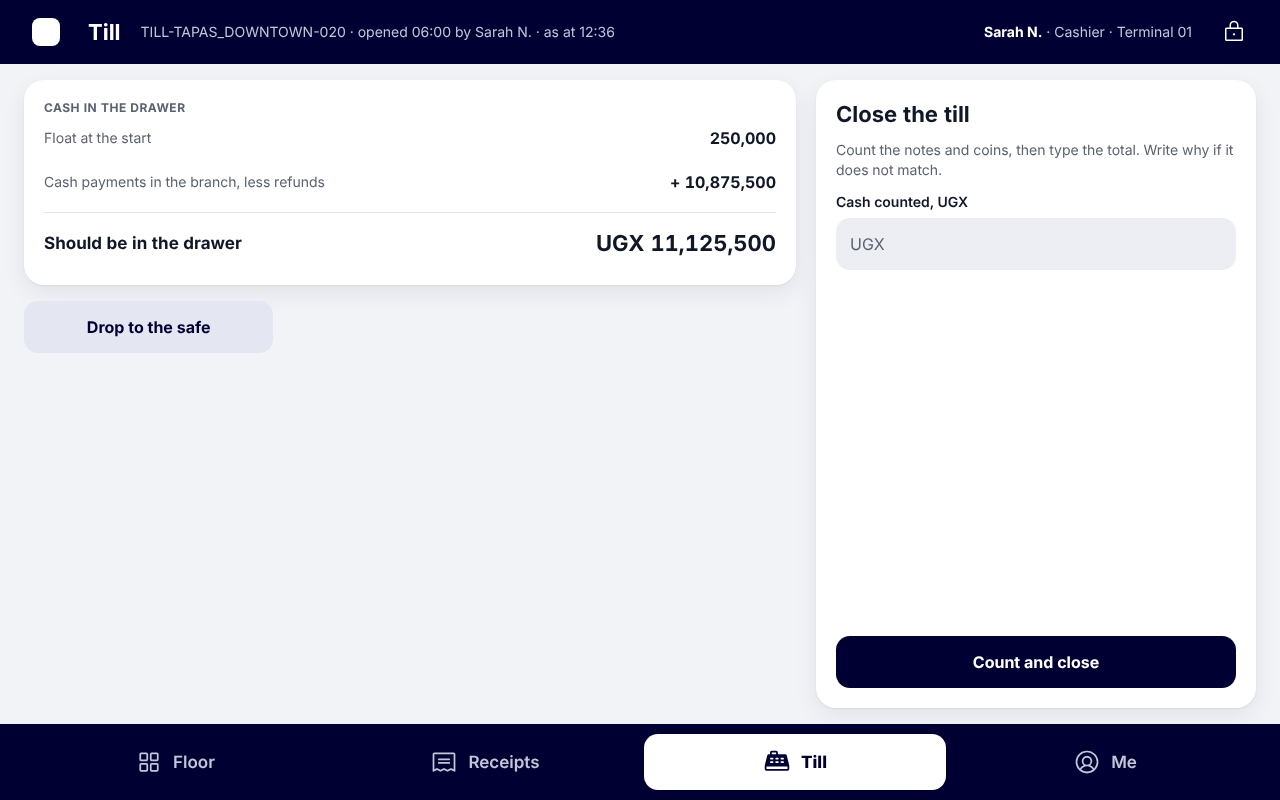 Till
TILL-TAPAS_DOWNTOWN-020 · opened 06:00 by Sarah N. · as at 12:36
Sarah N. · Cashier · Terminal 01
CASH IN THE DRAWER
Float at the start
250,000
Cash payments in the branch, less refunds
+ 10,875,500
Should be in the drawer
UGX 11,125,500
Drop to the safe
Close the till
Count the notes and coins, then type the total. Write why if it
does not match.
Cash counted, UGX
UGX
Count and close
Floor
Receipts
Till
Me